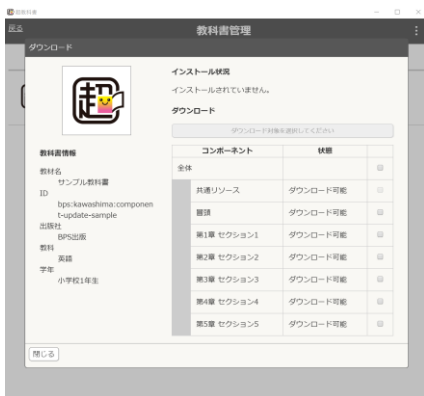 超教科書
戻る
教科書管理
ダウンロード
超
教科書情報
教材名
サンプル教科書
ID
bps:kawashima:componen
t-update-sample
出版社
BPS出版
教科
英語
学年
小学校1年生
インストール状況
インストールされていません。
ダウンロード
ダウンロード対象を選択してください
コンポーネント 状態
全体
共通リソース ダウンロード可能
冒頭 ダウンロード可能
第1章 セクション1 ダウンロード可能
第2章 セクション2 ダウンロード可能
第3章 セクション3 ダウンロード可能
第4章 セクション4 ダウンロード可能
第5章 セクション5 ダウンロード可能
閉じる